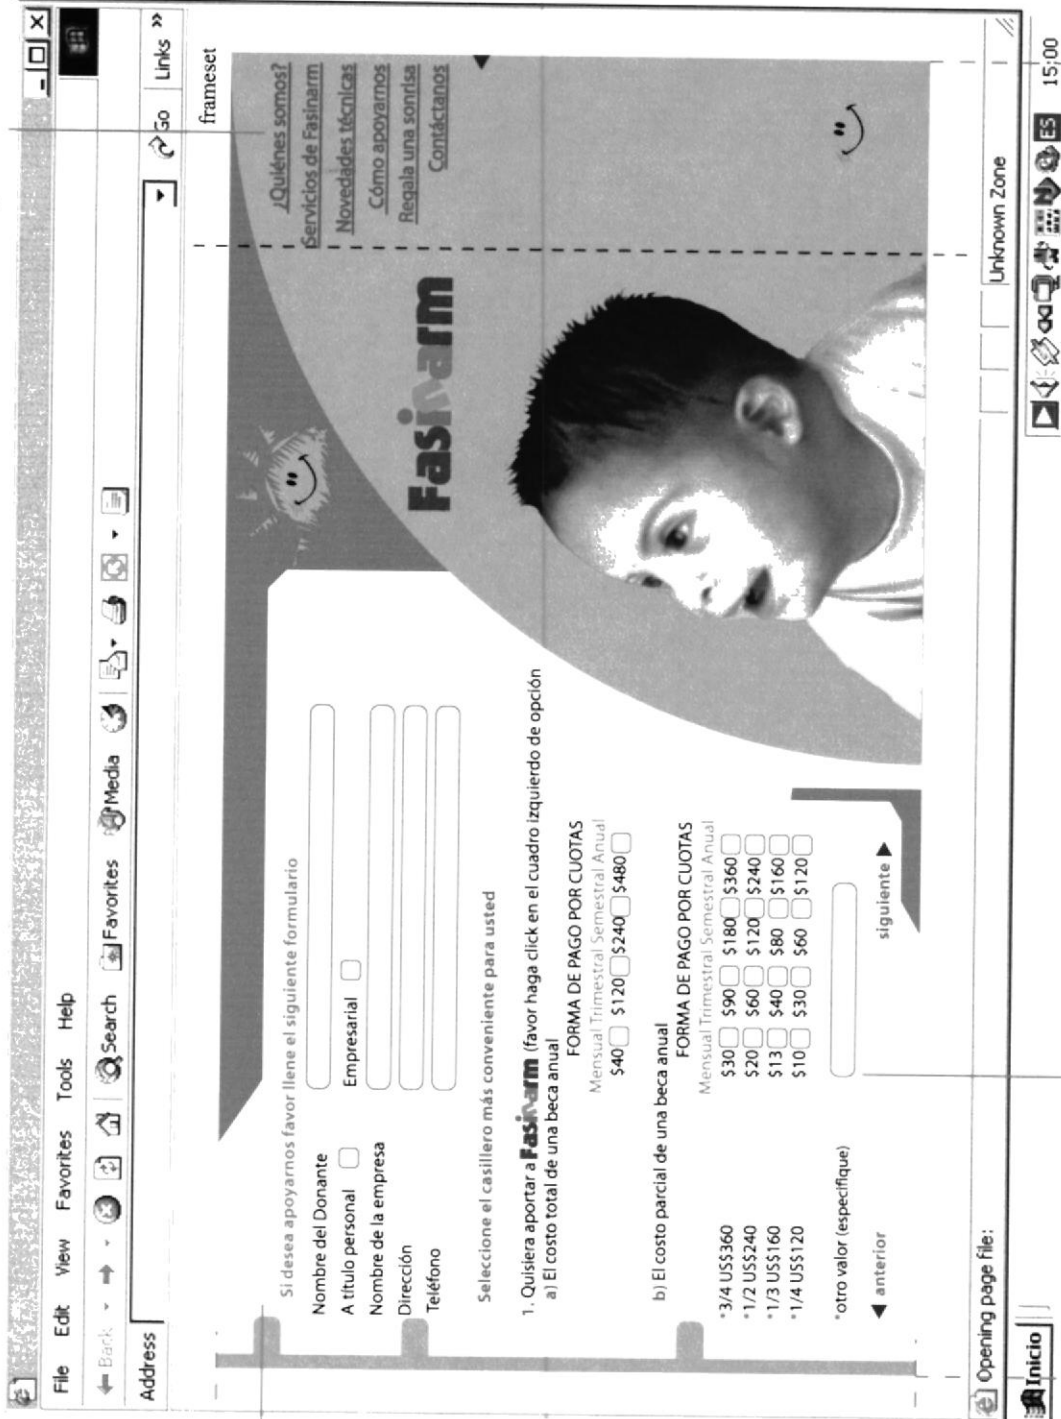 File Edit View Favorites Tools Help
Back Search Favorites Media
Address Go Links »
frameset
¿Quiénes somos?
Servicios de Fasinarm
Novedades técnicas
Cómo apoyarnos
Regala una sonrisa
Contáctanos
Fasinarm
Si desea apoyarnos favor llene el siguiente formulario
Nombre del Donante
A título personal Empresarial
Nombre de la empresa
Dirección
Teléfono
Seleccione el casillero más conveniente para usted
1. Quisiera aportar a Fasinarm (favor haga click en el cuadro izquierdo de opción
a) El costo total de una beca anual
FORMA DE PAGO POR CUOTAS
Mensual Trimestral Semestral Anual
$40 $120 $240 $480
b) El costo parcial de una beca anual
FORMA DE PAGO POR CUOTAS
Mensual Trimestral Semestral Anual
*3/4 US$360 $30 $90 $180 $360
*1/2 US$240 $20 $60 $120 $240
*1/3 US$160 $13 $40 $80 $160
*1/4 US$120 $10 $30 $60 $120
*otro valor (especifique)
anterior siguiente
Opening page file: Unknown Zone
Inicio ES 15:00